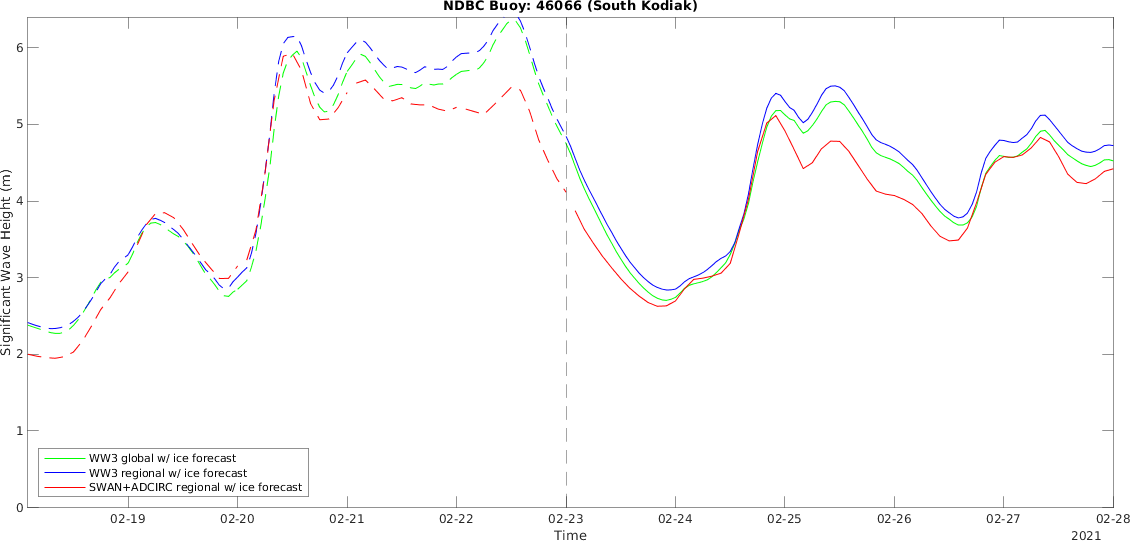 NDBC Buoy: 46066 (South Kodiak)
Significant Wave Height (m)
6
5
4
3
2
1
0
WW3 global w/ ice forecast
WW3 regional w/ ice forecast
SWAN+ADCIRC regional w/ ice forecast
02-19 02-20 02-21 02-22 02-23 02-24 02-25 02-26 02-27 02-28
Time
2021